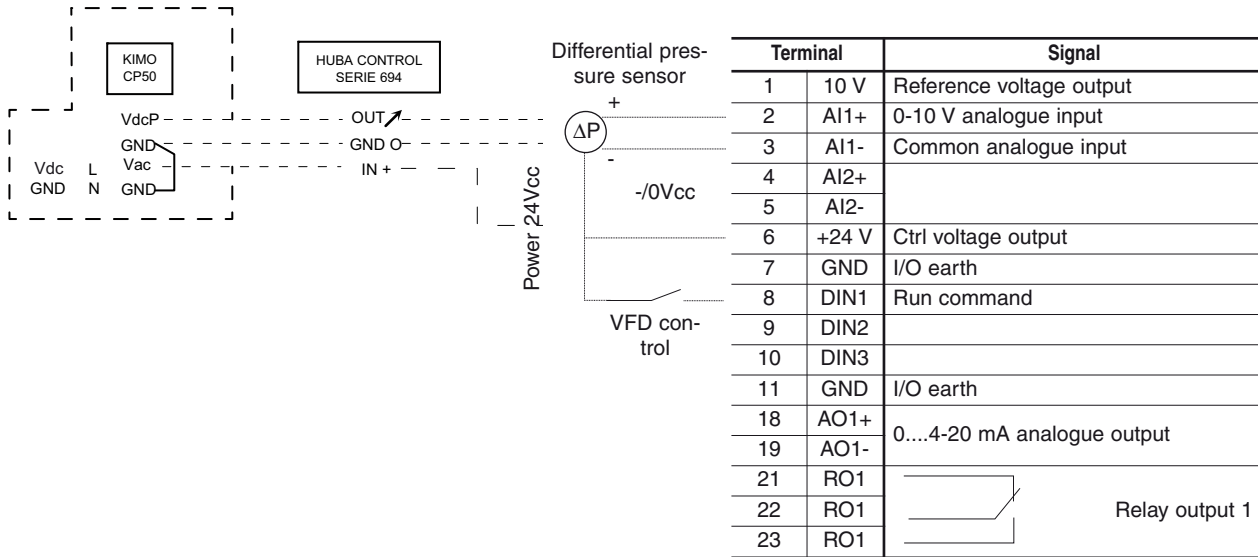 KIMO
CP50
HUBA CONTROL
SERIE 694
VdcP
OUT
GND
GND O
Vdc L Vac
IN +
GND N GND
Power 24Vcc
Differential pres-
sure sensor
+
ΔP
-
-/0Vcc
VFD con-
trol
Terminal Signal
1 10 V Reference voltage output
2 AI1+ 0-10 V analogue input
3 AI1- Common analogue input
4 AI2+
5 AI2-
6 +24 V Ctrl voltage output
7 GND I/O earth
8 DIN1 Run command
9 DIN2
10 DIN3
11 GND I/O earth
18 AO1+
0....4-20 mA analogue output
19 AO1-
21 RO1
22 RO1 Relay output 1
23 RO1